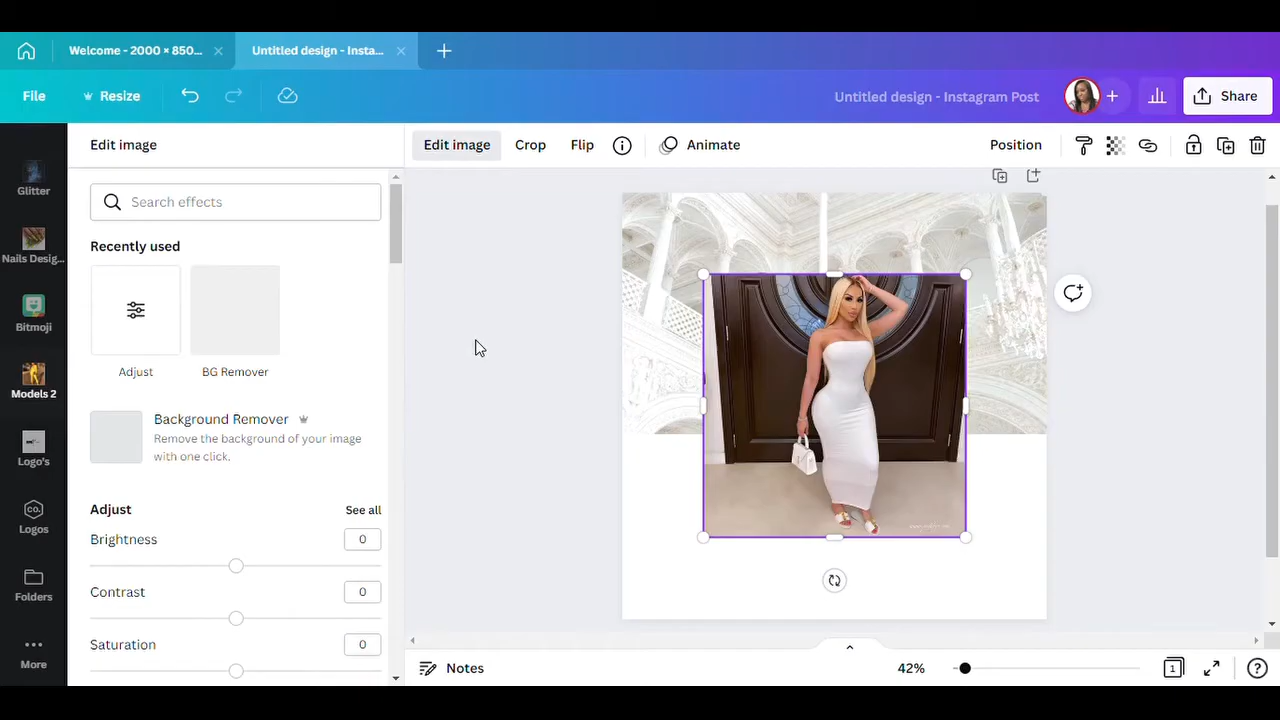 Welcome - 2000 × 850...
Untitled design - Insta...
File
Resize
Untitled design - Instagram Post
Share
Edit image
Edit image
Crop
Flip
Animate
Position
Search effects
Recently used
Adjust
BG Remover
Background Remover
Remove the background of your image
with one click.
Adjust
See all
Brightness
0
Contrast
0
Saturation
0
Glitter
Nails Desig...
Bitmoji
Models 2
Logo's
co.
Logos
Folders
More
Notes
42%
1